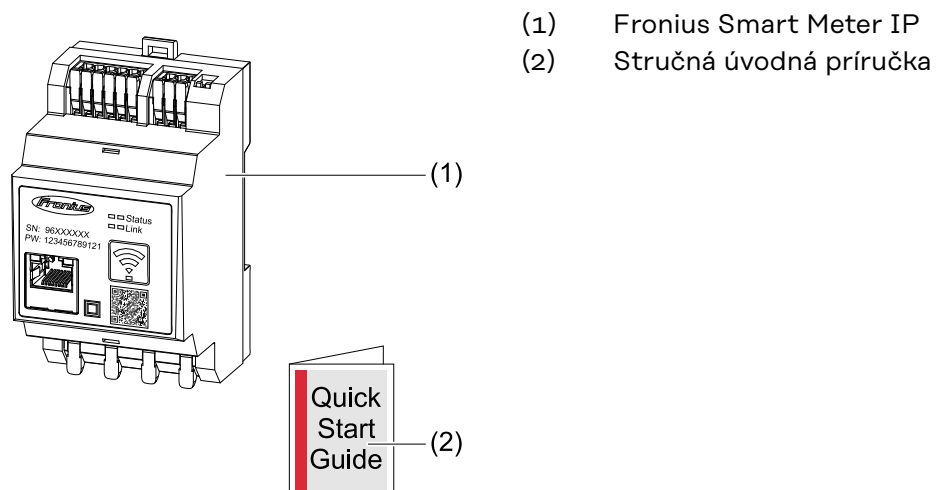 (1) Fronius Smart Meter IP
(2) Stručná úvodná príručka
(1)
Fronius
Status
Link
SN: 96XXXXXX
PW: 123456789121
Quick
Start
Guide
(2)